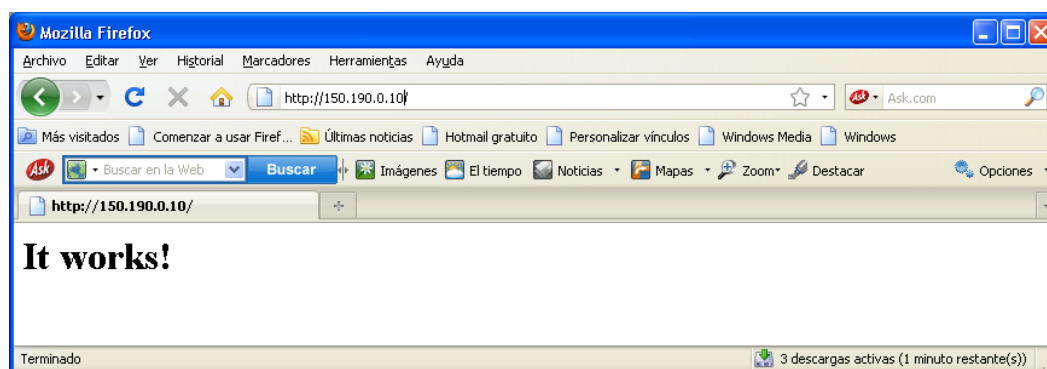 Mozilla Firefox
Archivo Editar Ver Historial Marcadores Herramientas Ayuda
http://150.190.0.10/ Ask.com
Más visitados Comenzar a usar Firef... Últimas noticias Hotmail gratuito Personalizar vínculos Windows Media Windows
Ask Buscar en la Web Buscar Imágenes El tiempo Noticias Mapas Zoom Destacar Opciones
http://150.190.0.10/
It works!
Terminado 3 descargas activas (1 minuto restante(s))